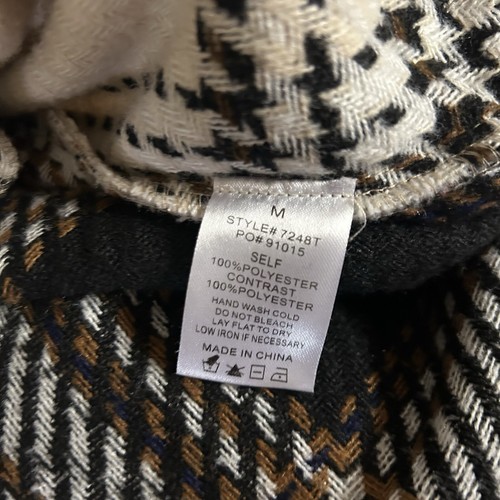 M
STYLE# 7248T
PO# 91015
SELF
100%POLYESTER
CONTRAST
100%POLYESTER
HAND WASH COLD
DO NOT BLEACH
LAY FLAT TO DRY
LOW IRON IF NECESSARY
MADE IN CHINA